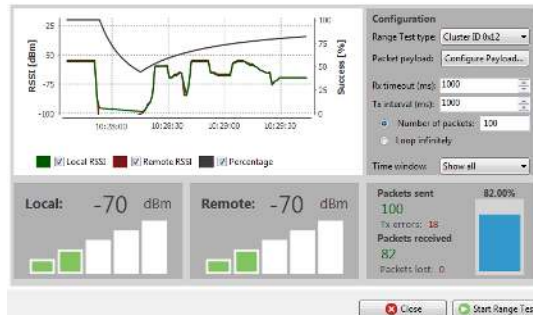 RSSI [dBm]
-25
-50
-75
-100
100
75
50
25
0
Success [%]
10:28:00 10:28:30 10:29:00 10:29:30
Local RSSI Remote RSSI Percentage
Configuration
Range Test type: Cluster ID 0x12
Packet payload: Configure Payload...
Rx timeout (ms): 1000
Tx interval (ms): 1000
Number of packets: 100
Loop infinitely
Time window: Show all
Local: -70 dBm
Remote: -70 dBm
Packets sent
100
Tx errors: 18
Packets received
82
Packets lost: 0
82.00%
Close Start Range Tes